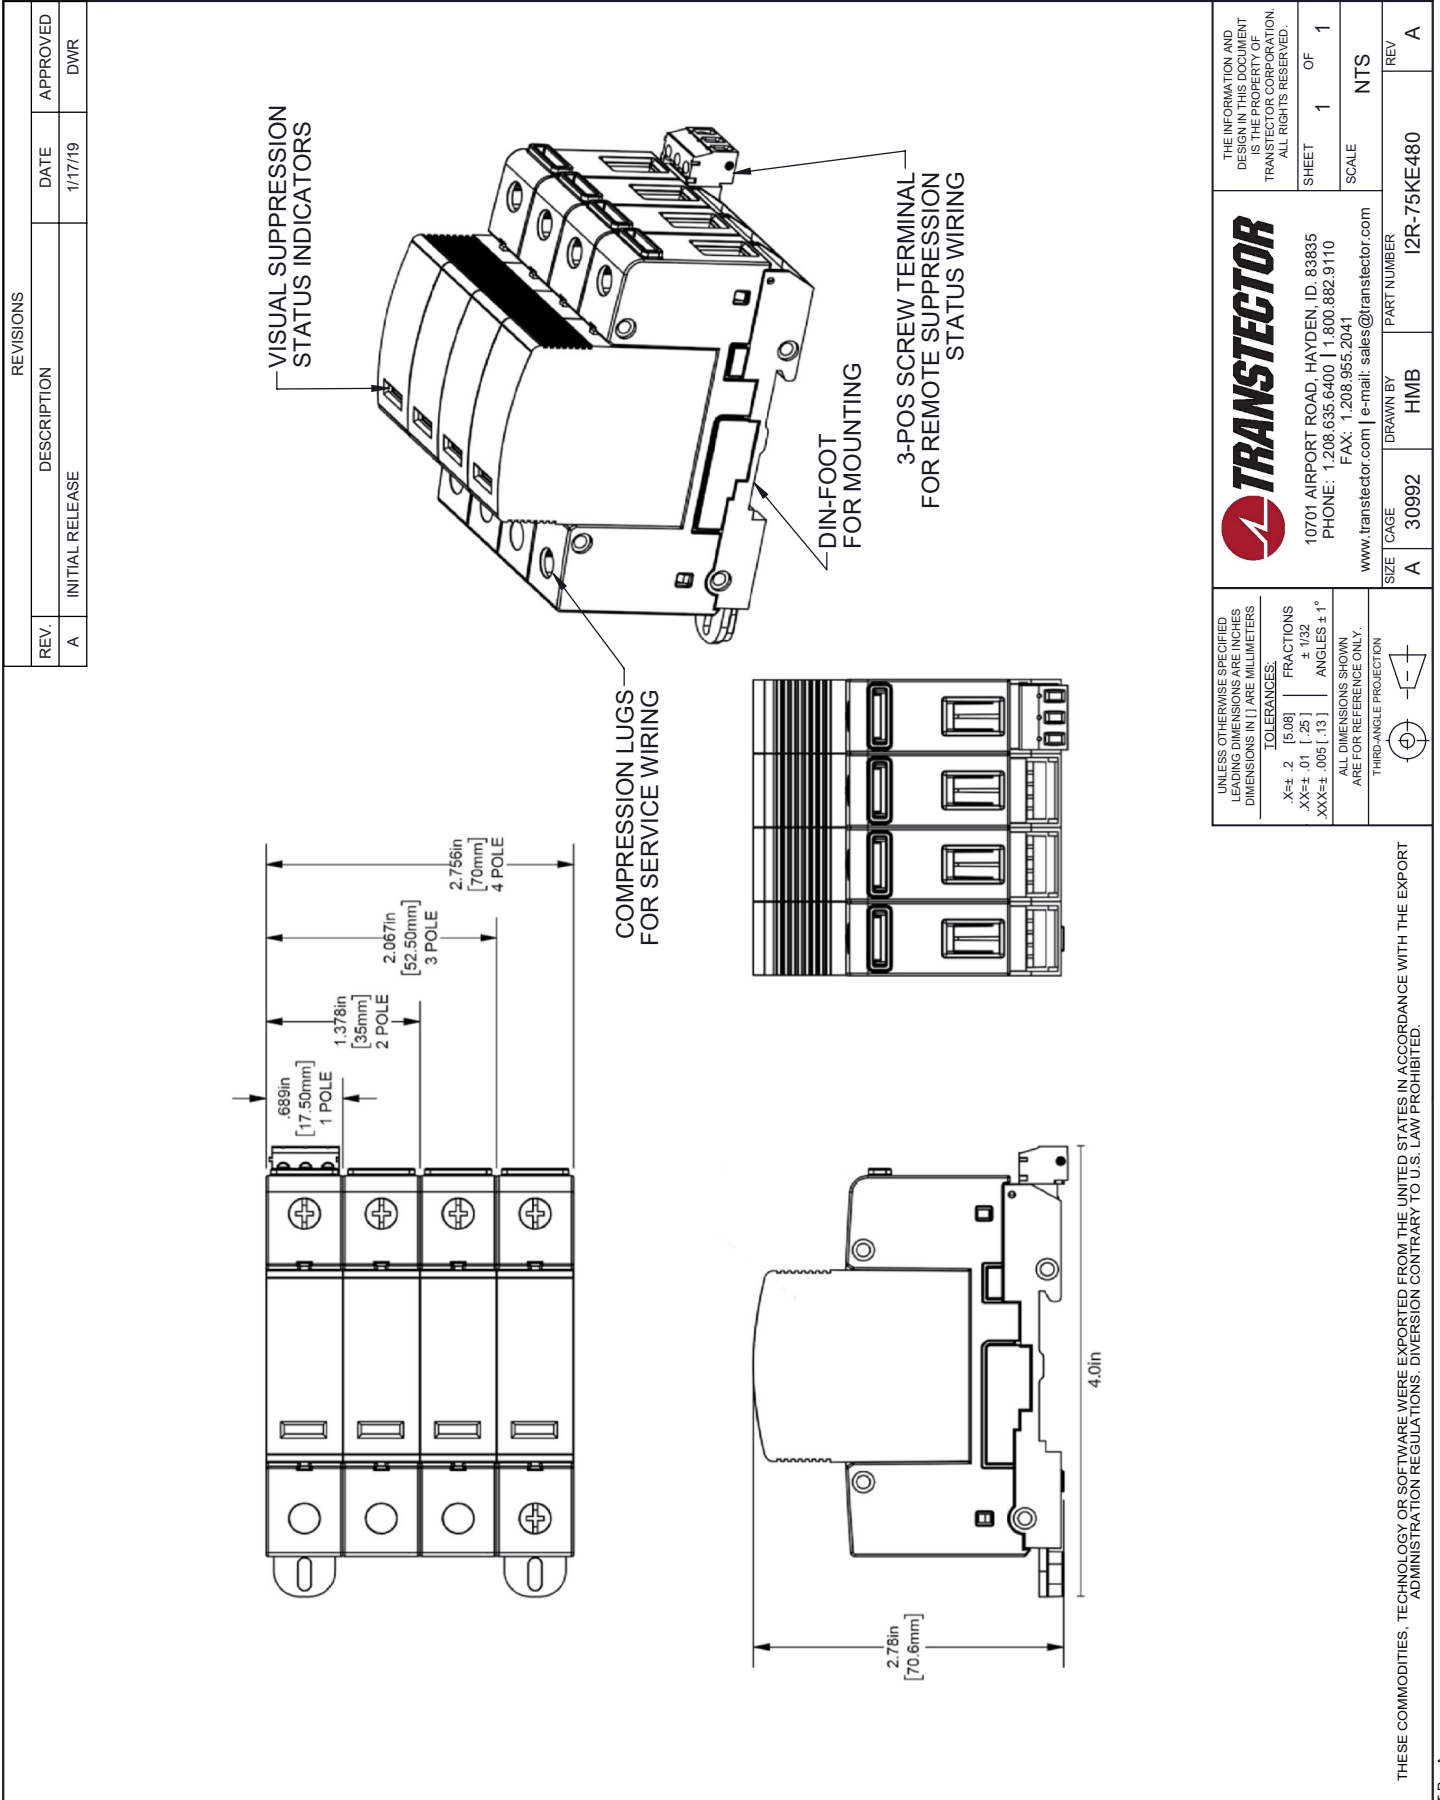 REVISIONS
REV.
DESCRIPTION
DATE
APPROVED
A
INITIAL RELEASE
1/17/19
DWR
.689in
[17.50mm]
1 POLE
1.378in
[35mm]
2 POLE
2.067in
[52.50mm]
3 POLE
2.756in
[70mm]
4 POLE
VISUAL SUPPRESSION
STATUS INDICATORS
COMPRESSION LUGS
FOR SERVICE WIRING
DIN-FOOT
FOR MOUNTING
3-POS SCREW TERMINAL
FOR REMOTE SUPPRESSION
STATUS WIRING
2.78in
[70.6mm]
4.0in
UNLESS OTHERWISE SPECIFIED
LEADING DIMENSIONS ARE INCHES
DIMENSIONS IN [ ] ARE MILLIMETERS
TOLERANCES:
.X=± .2 [5.08]
.XX=± .01 [ .25 ]
.XXX=± .005 [ .13 ]
FRACTIONS
± 1/32
ANGLES ± 1°
ALL DIMENSIONS SHOWN
ARE FOR REFERENCE ONLY.
THIRD-ANGLE PROJECTION
TRANSTECTOR
10701 AIRPORT ROAD, HAYDEN, ID. 83835
PHONE: 1.208.635.6400 | 1.800.882.9110
FAX: 1.208.955.2041
www.transtector.com | e-mail: sales@transtector.com
THE INFORMATION AND
DESIGN IN THIS DOCUMENT
IS THE PROPERTY OF
TRANSTECTOR CORPORATION.
ALL RIGHTS RESERVED.
SHEET 1 OF 1
SCALE NTS
SIZE A
CAGE 30992
DRAWN BY HMB
PART NUMBER I2R-75KE480
REV A
THESE COMMODITIES, TECHNOLOGY OR SOFTWARE WERE EXPORTED FROM THE UNITED STATES IN ACCORDANCE WITH THE EXPORT
ADMINISTRATION REGULATIONS. DIVERSION CONTRARY TO U.S. LAW PROHIBITED.